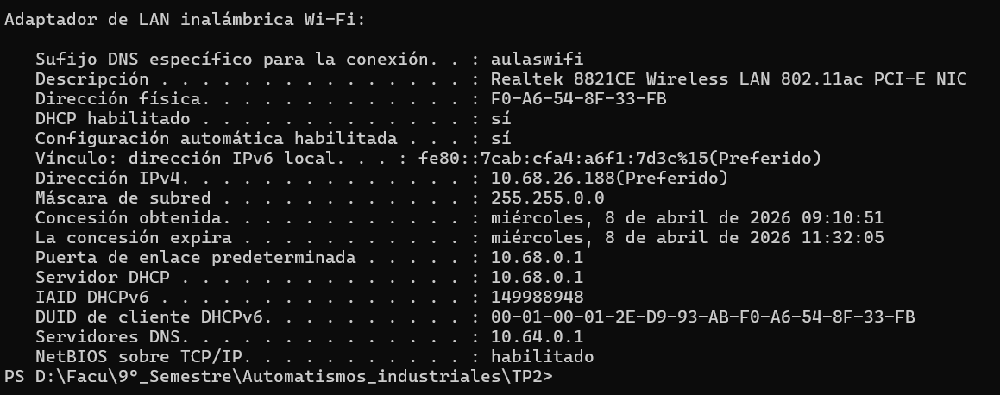 Adaptador de LAN inalámbrica Wi-Fi:
   Sufijo DNS específico para la conexión. . : aulaswifi
   Descripción . . . . . . . . . . . . . . . : Realtek 8821CE Wireless LAN 802.11ac PCI-E NIC
   Dirección física. . . . . . . . . . . . . : F0-A6-54-8F-33-FB
   DHCP habilitado . . . . . . . . . . . . . : sí
   Configuración automática habilitada . . . : sí
   Vínculo: dirección IPv6 local. . . : fe80::7cab:cfa4:a6f1:7d3c%15(Preferido)
   Dirección IPv4. . . . . . . . . . . . . . : 10.68.26.188(Preferido)
   Máscara de subred . . . . . . . . . . . . : 255.255.0.0
   Concesión obtenida. . . . . . . . . . . . : miércoles, 8 de abril de 2026 09:10:51
   La concesión expira . . . . . . . . . . . : miércoles, 8 de abril de 2026 11:32:05
   Puerta de enlace predeterminada . . . . . : 10.68.0.1
   Servidor DHCP . . . . . . . . . . . . . . : 10.68.0.1
   IAID DHCPv6 . . . . . . . . . . . . . . . : 149988948
   DUID de cliente DHCPv6. . . . . . . . . . : 00-01-00-01-2E-D9-93-AB-F0-A6-54-8F-33-FB
   Servidores DNS. . . . . . . . . . . . . . : 10.64.0.1
   NetBIOS sobre TCP/IP. . . . . . . . . . . : habilitado
PS D:\Facu\9°_Semestre\Automatismos_industriales\TP2>